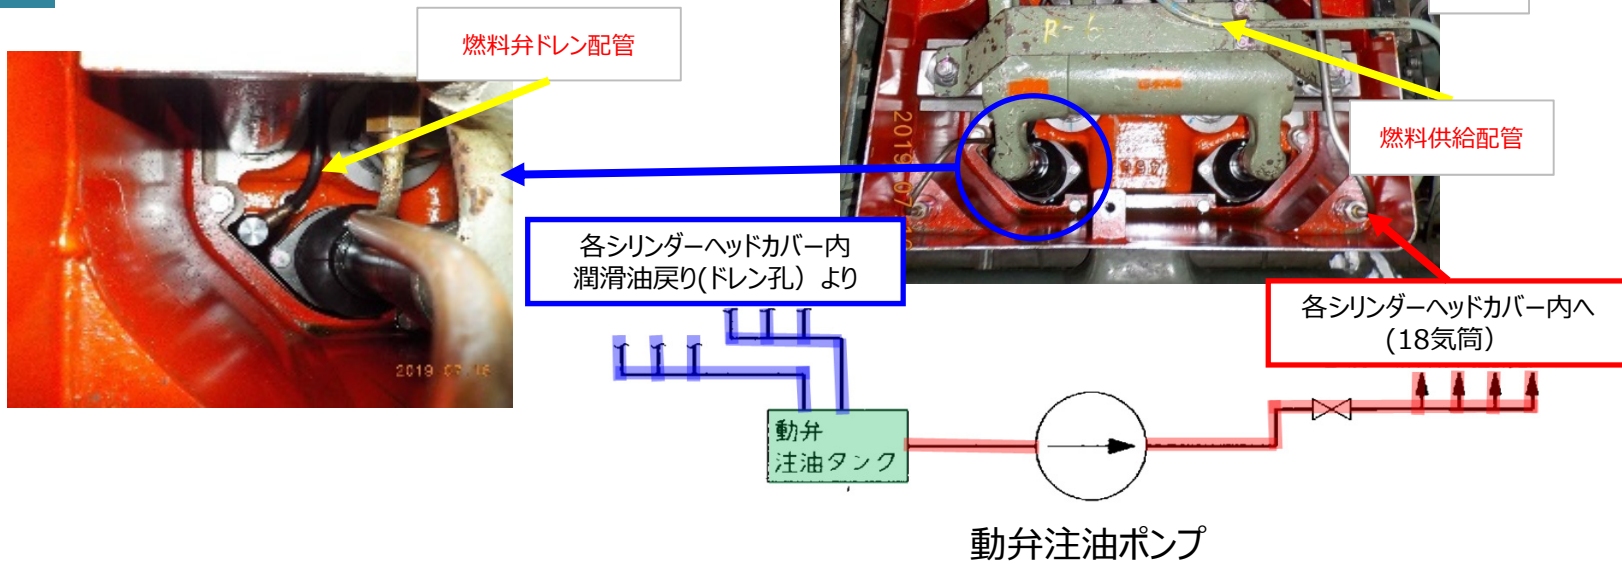 燃料弁ドレン配管
R-6
燃料供給配管
各シリンダーヘッドカバー内
潤滑油戻り(ドレン孔）より
各シリンダーヘッドカバー内へ
(18気筒）
2019
動弁
注油タンク
動弁注油ポンプ